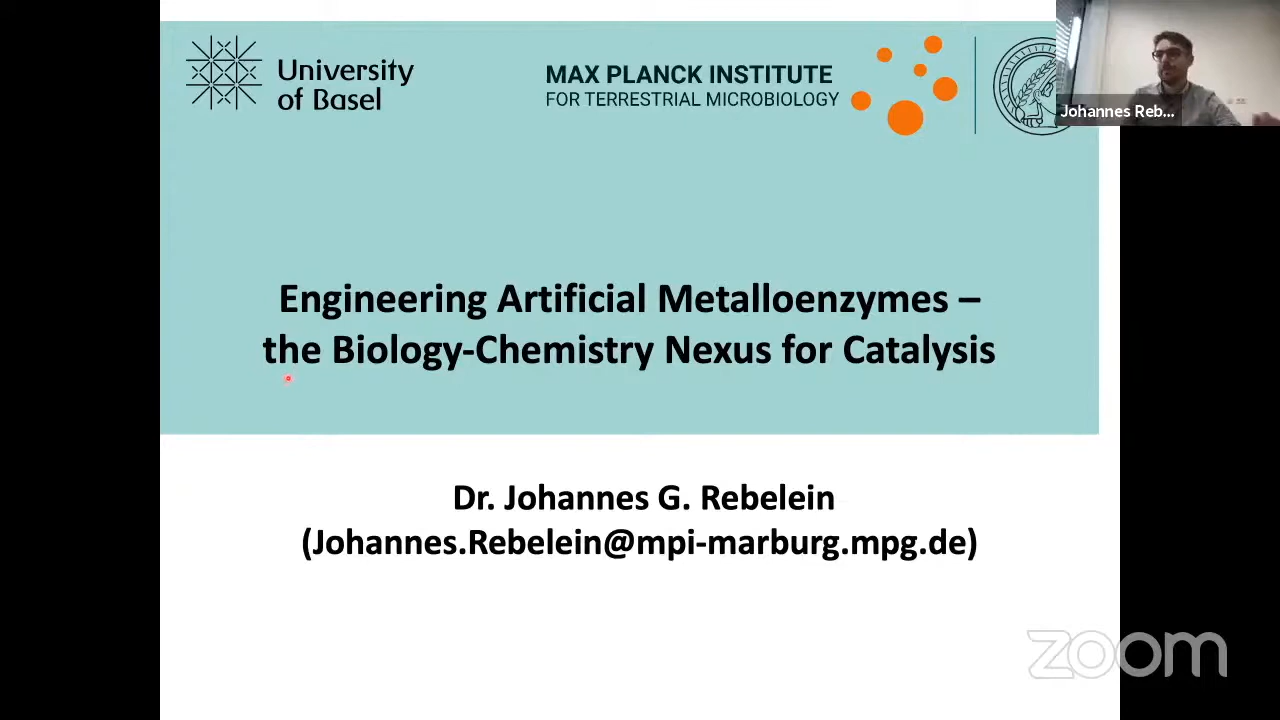 University
of Basel
MAX PLANCK INSTITUTE
FOR TERRESTRIAL MICROBIOLOGY
Johannes Reb...
Engineering Artificial Metalloenzymes –
the Biology-Chemistry Nexus for Catalysis
Dr. Johannes G. Rebelein
(Johannes.Rebelein@mpi-marburg.mpg.de)
zoom